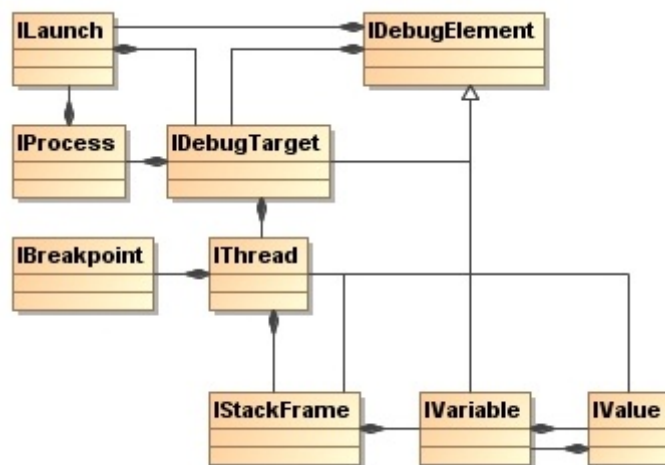 ILaunch
IDebugElement
IProcess
IDebugTarget
IBreakpoint
IThread
IStackFrame
IVariable
IValue